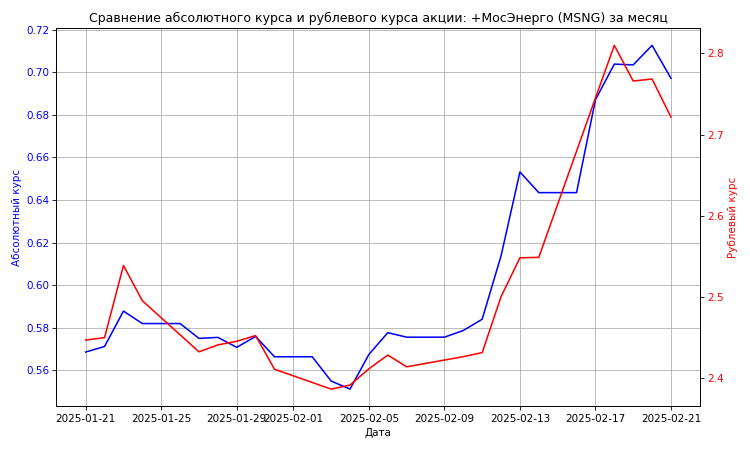 Сравнение абсолютного курса и рублевого курса акции: +МосЭнерго (MSNG) за месяц
0.72
0.70
0.68
0.66
0.64
0.62
0.60
0.58
0.56
Абсолютный курс
2.8
2.7
2.6
2.5
2.4
Рублевый курс
2025-01-21 2025-01-25 2025-01-29 2025-02-01 2025-02-05 2025-02-09 2025-02-13 2025-02-17 2025-02-21
Дата